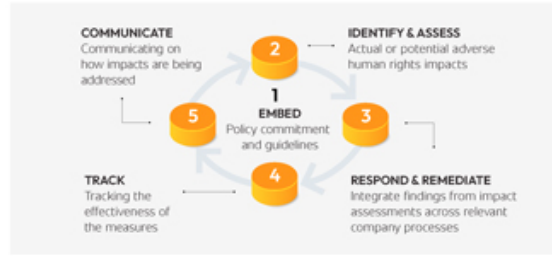 COMMUNICATE
Communicating on
how impacts are being
addressed
2
IDENTIFY & ASSESS
Actual or potential adverse
human rights impacts
1
EMBED
Policy commitment
and guidelines
5
3
4
TRACK
Tracking the
effectiveness of
the measures
RESPOND & REMEDIATE
Integrate findings from impact
assessments across relevant
company processes